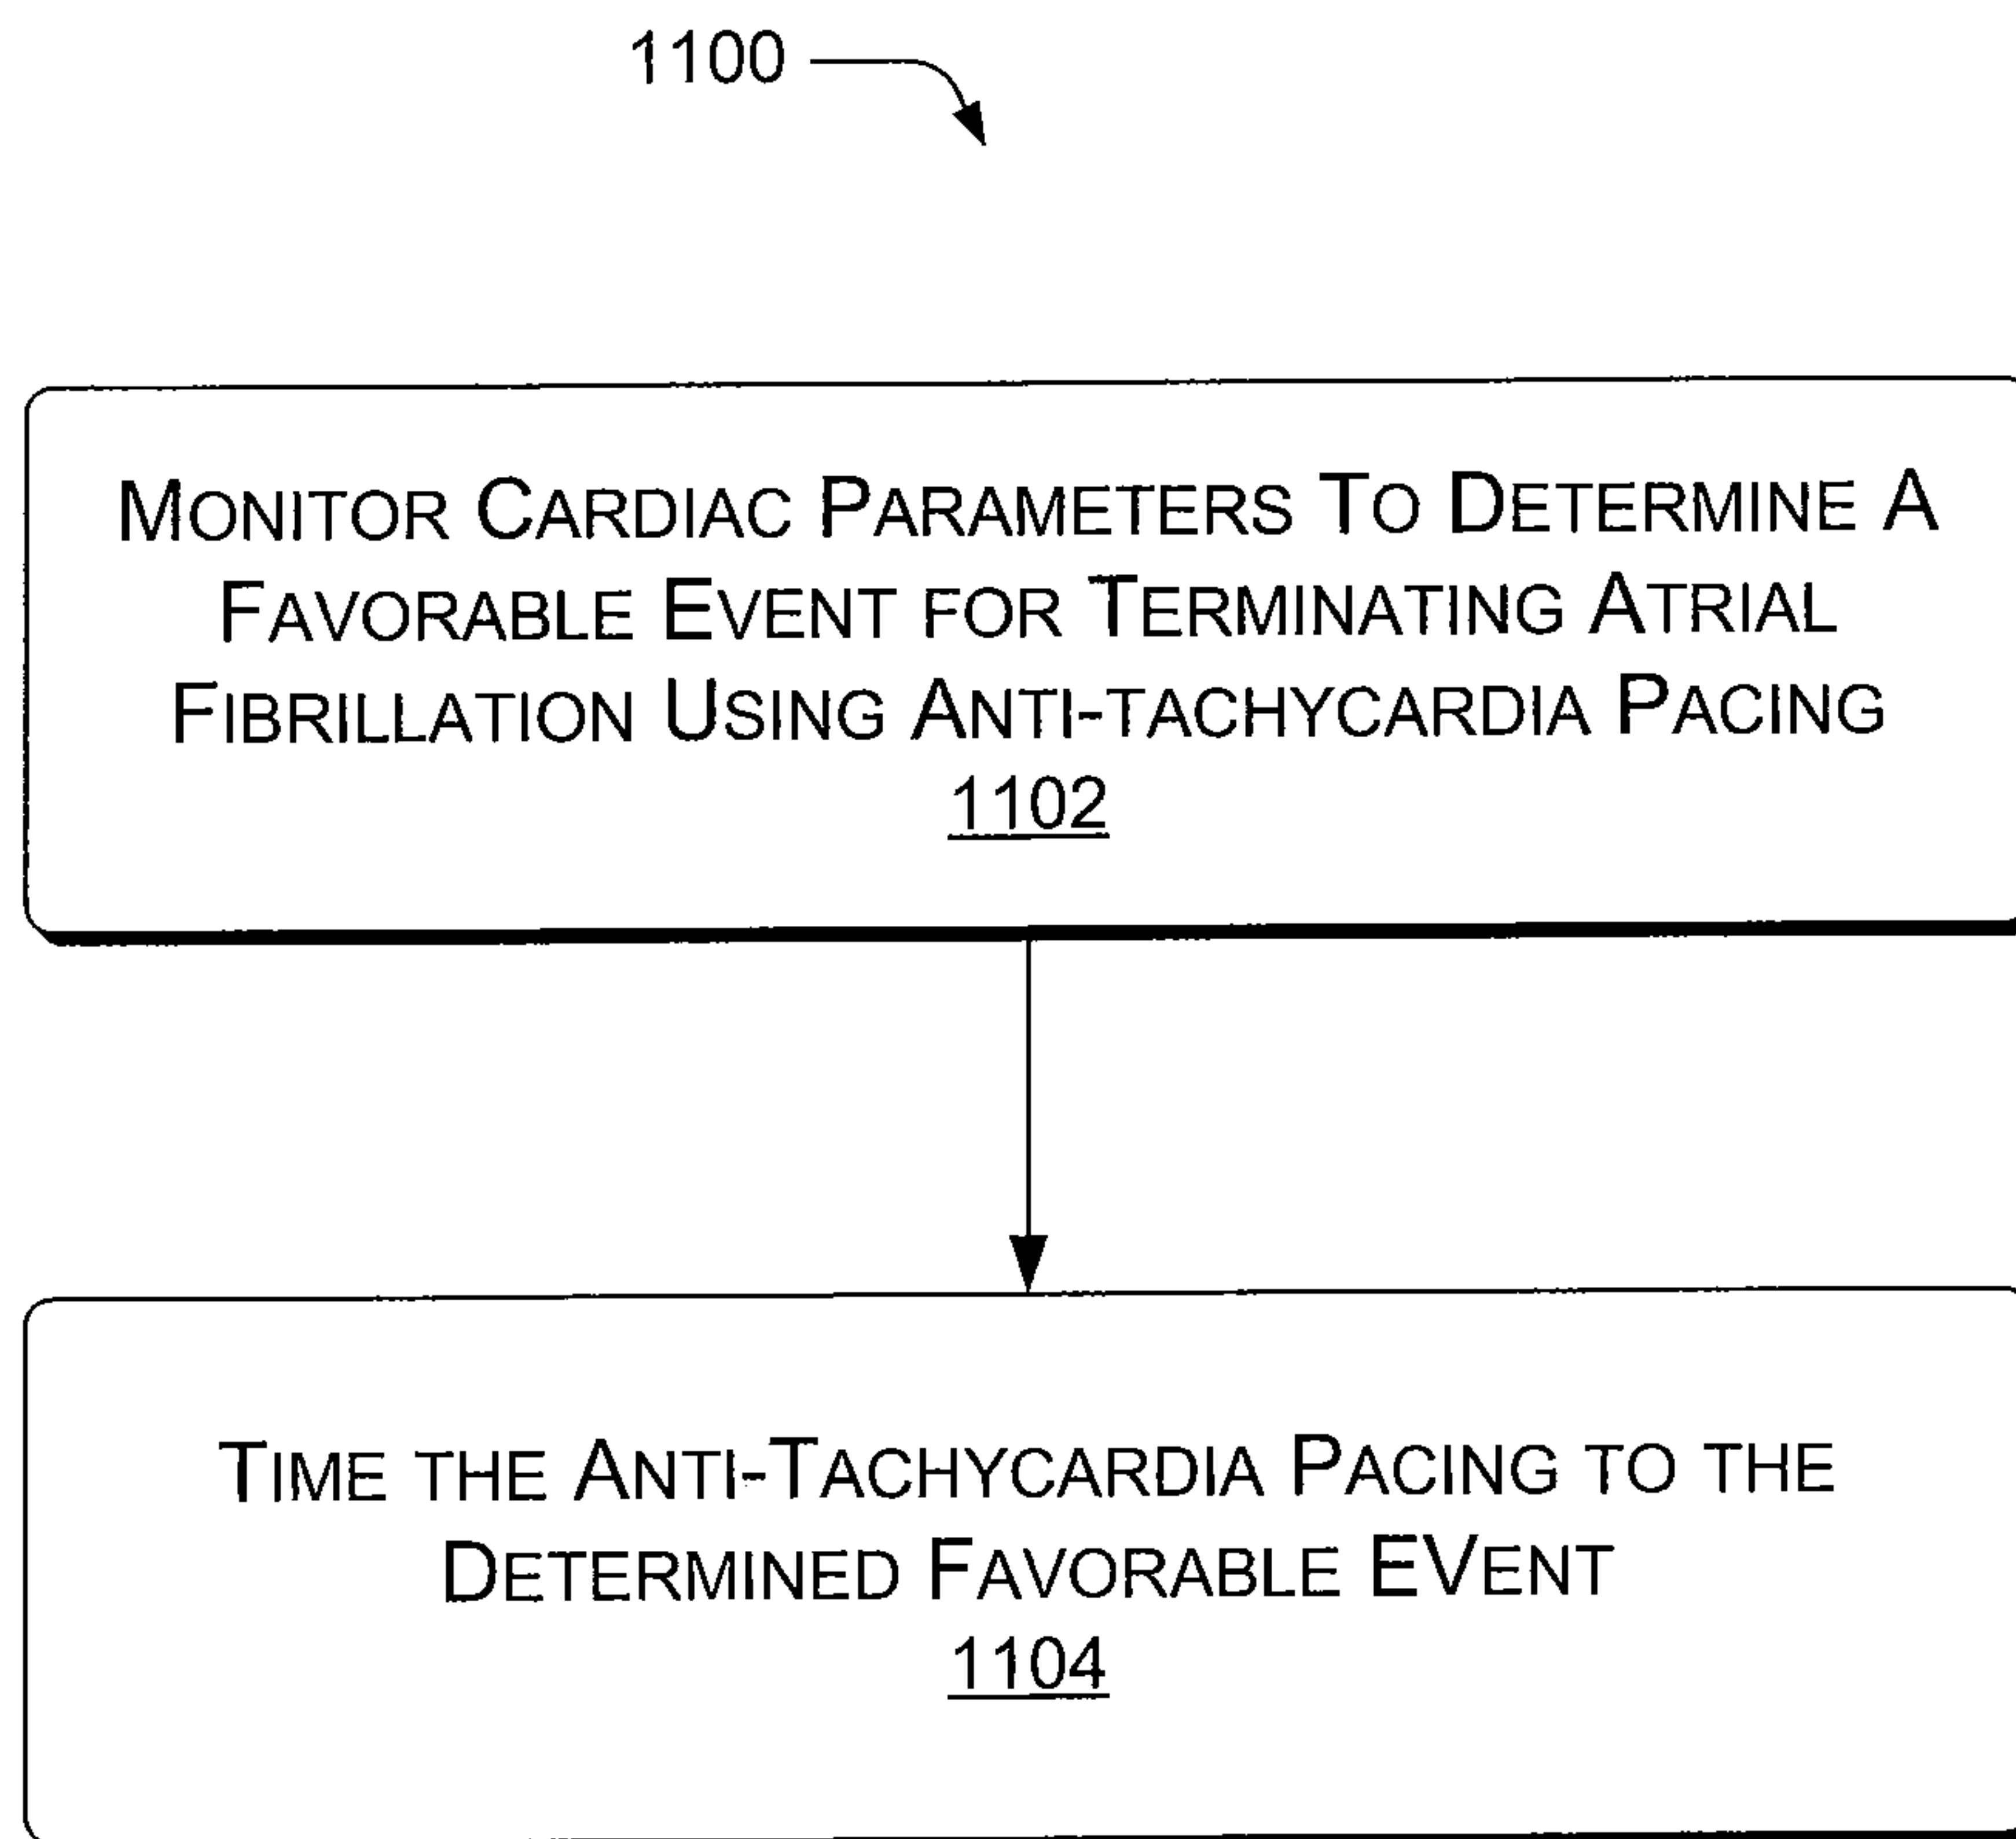 1100
MONITOR CARDIAC PARAMETERS TO DETERMINE A
FAVORABLE EVENT FOR TERMINATING ATRIAL
FIBRILLATION USING ANTI-TACHYCARDIA PACING
1102
TIME THE ANTI-TACHYCARDIA PACING TO THE
DETERMINED FAVORABLE EVENT
1104